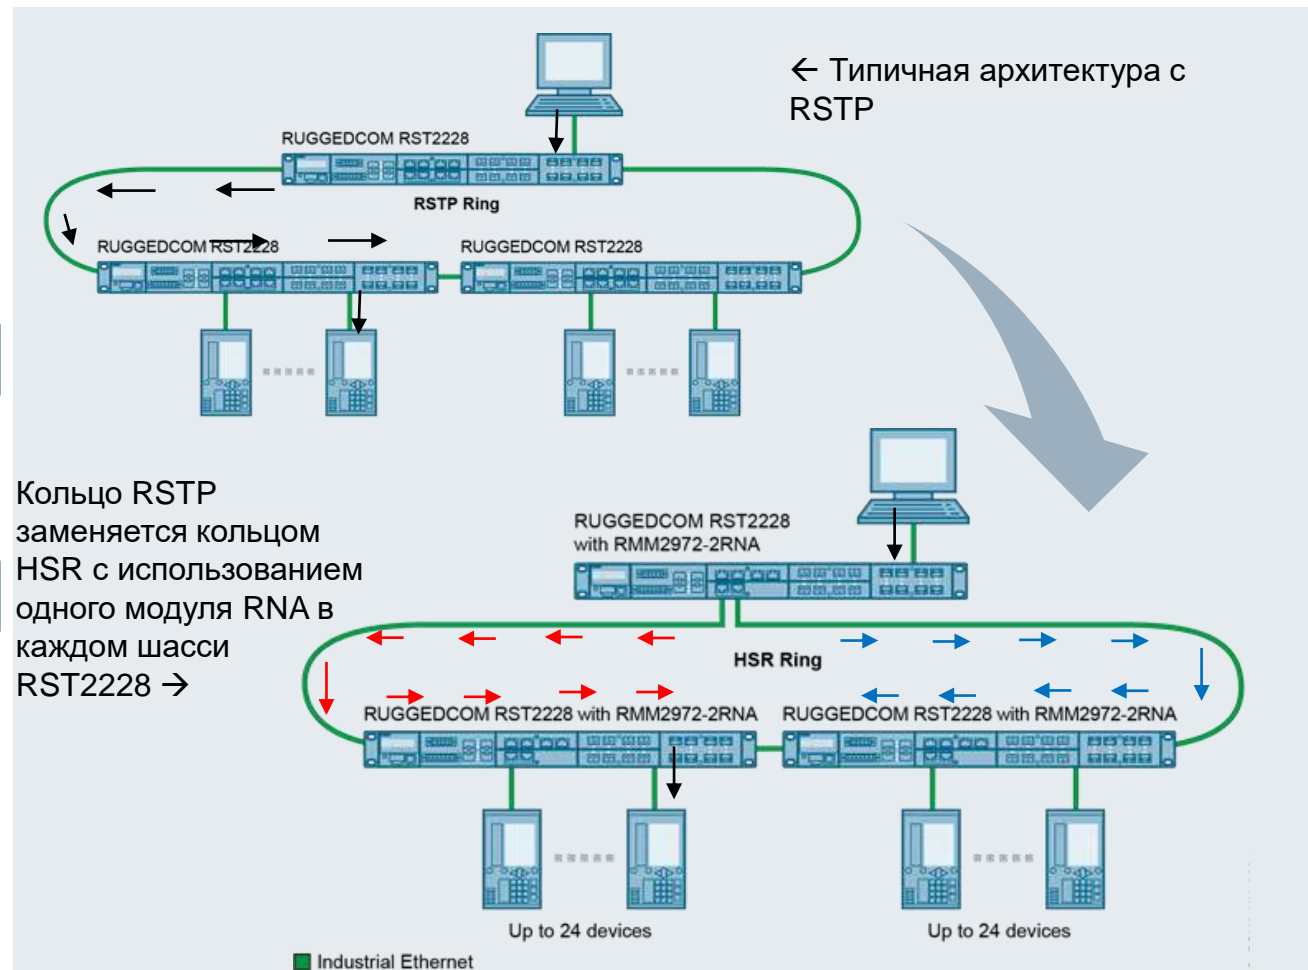 ← Типичная архитектура с
RSTP
RUGGEDCOM RST2228
RSTP Ring
RUGGEDCOM RST2228
RUGGEDCOM RST2228
Кольцо RSTP
заменяется кольцом
HSR с использованием
одного модуля RNA в
каждом шасси
RST2228 →
RUGGEDCOM RST2228
with RMM2972-2RNA
HSR Ring
RUGGEDCOM RST2228 with RMM2972-2RNA
RUGGEDCOM RST2228 with RMM2972-2RNA
Up to 24 devices
Up to 24 devices
Industrial Ethernet